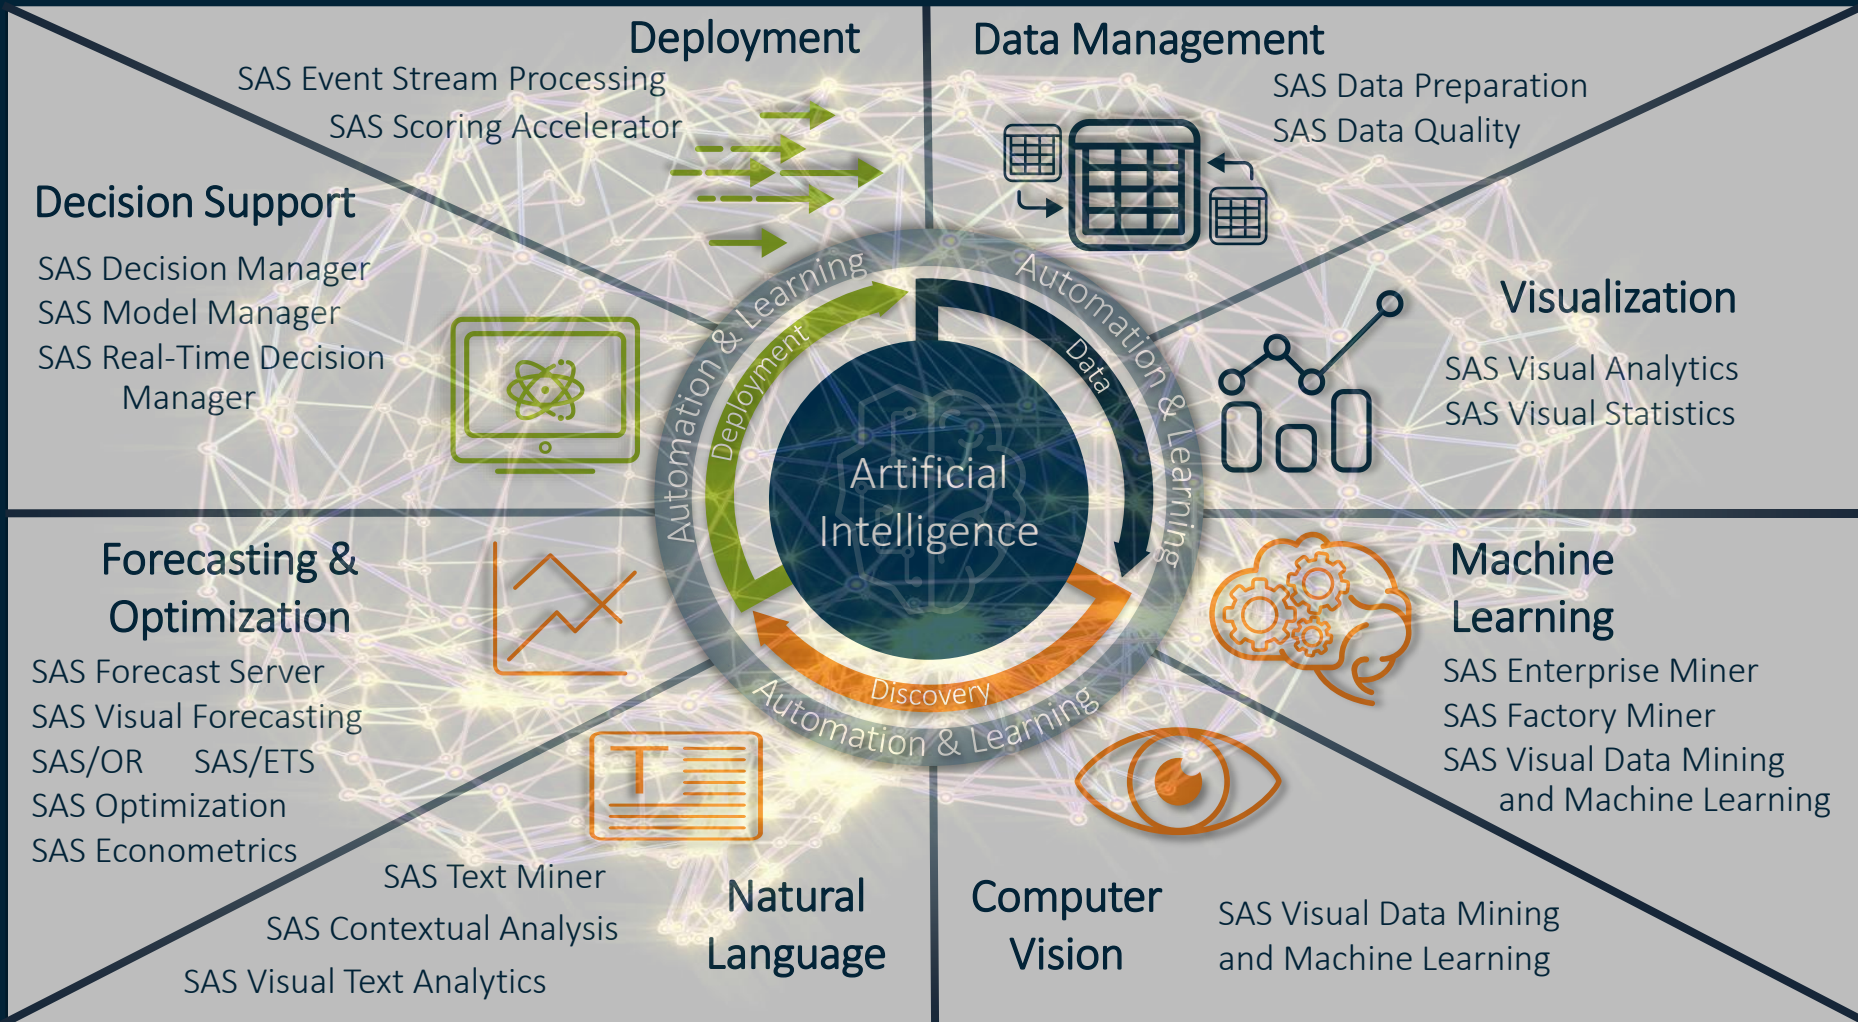 Deployment
SAS Event Stream Processing
SAS Scoring Accelerator
Data Management
SAS Data Preparation
SAS Data Quality
Decision Support
SAS Decision Manager
SAS Model Manager
SAS Real-Time Decision
Manager
Visualization
SAS Visual Analytics
SAS Visual Statistics
Automation & Learning
Automation & Learning
Automation & Learning
Deployment
Data
Discovery
Artificial
Intelligence
Forecasting &
Optimization
SAS Forecast Server
SAS Visual Forecasting
SAS/OR SAS/ETS
SAS Optimization
SAS Econometrics
Machine
Learning
SAS Enterprise Miner
SAS Factory Miner
SAS Visual Data Mining
and Machine Learning
T
SAS Text Miner
SAS Contextual Analysis
SAS Visual Text Analytics
Natural
Language
Computer
Vision
SAS Visual Data Mining
and Machine Learning